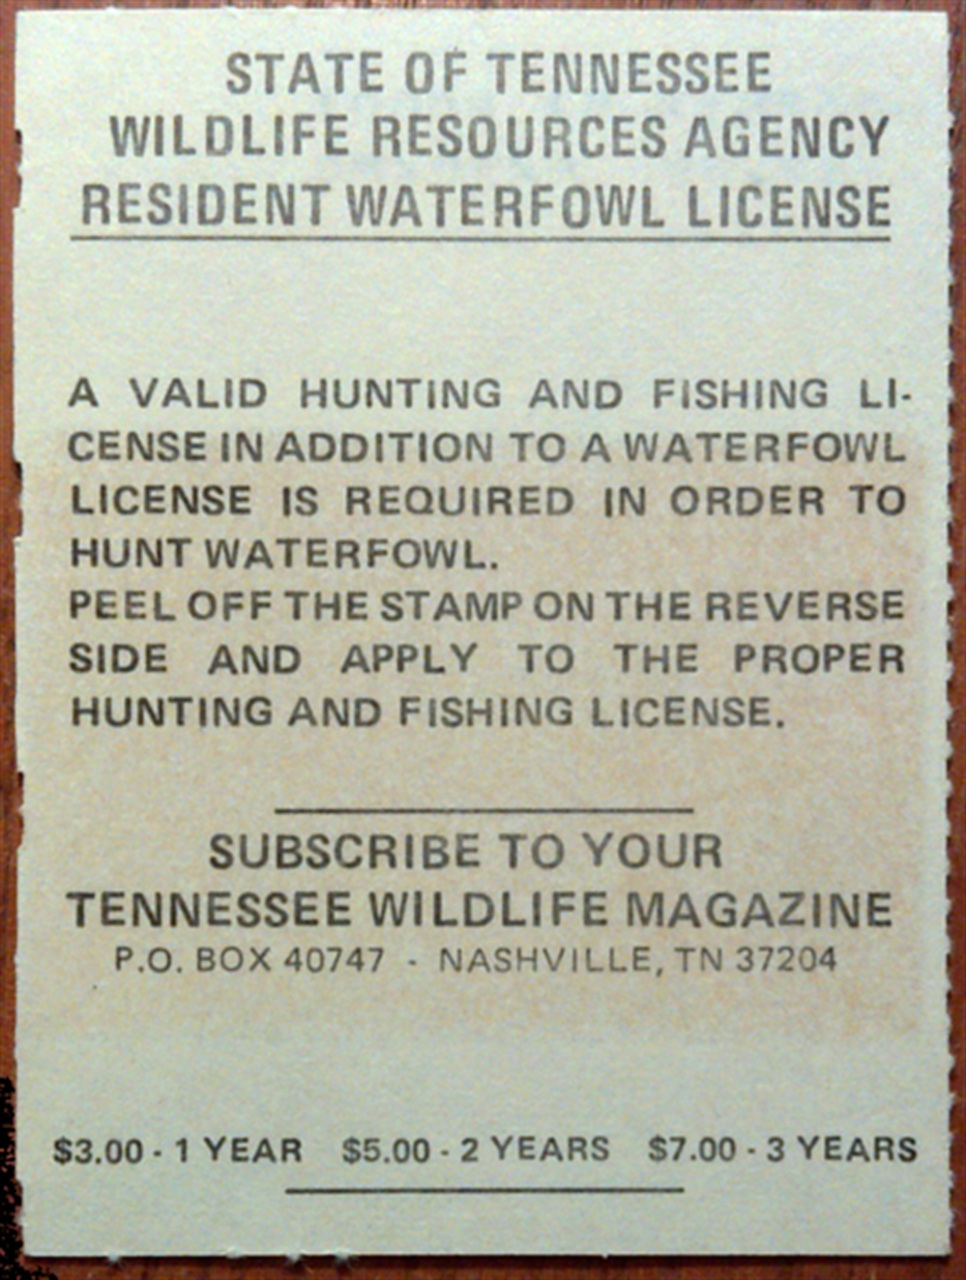 STATE OF TENNESSEE
WILDLIFE RESOURCES AGENCY
RESIDENT WATERFOWL LICENSE
A VALID HUNTING AND FISHING LI-
CENSE IN ADDITION TO A WATERFOWL
LICENSE IS REQUIRED IN ORDER TO
HUNT WATERFOWL.
PEEL OFF THE STAMP ON THE REVERSE
SIDE AND APPLY TO THE PROPER
HUNTING AND FISHING LICENSE.
SUBSCRIBE TO YOUR
TENNESSEE WILDLIFE MAGAZINE
P.O. BOX 40747 - NASHVILLE, TN 37204
$3.00 - 1 YEAR $5.00 - 2 YEARS $7.00 - 3 YEARS